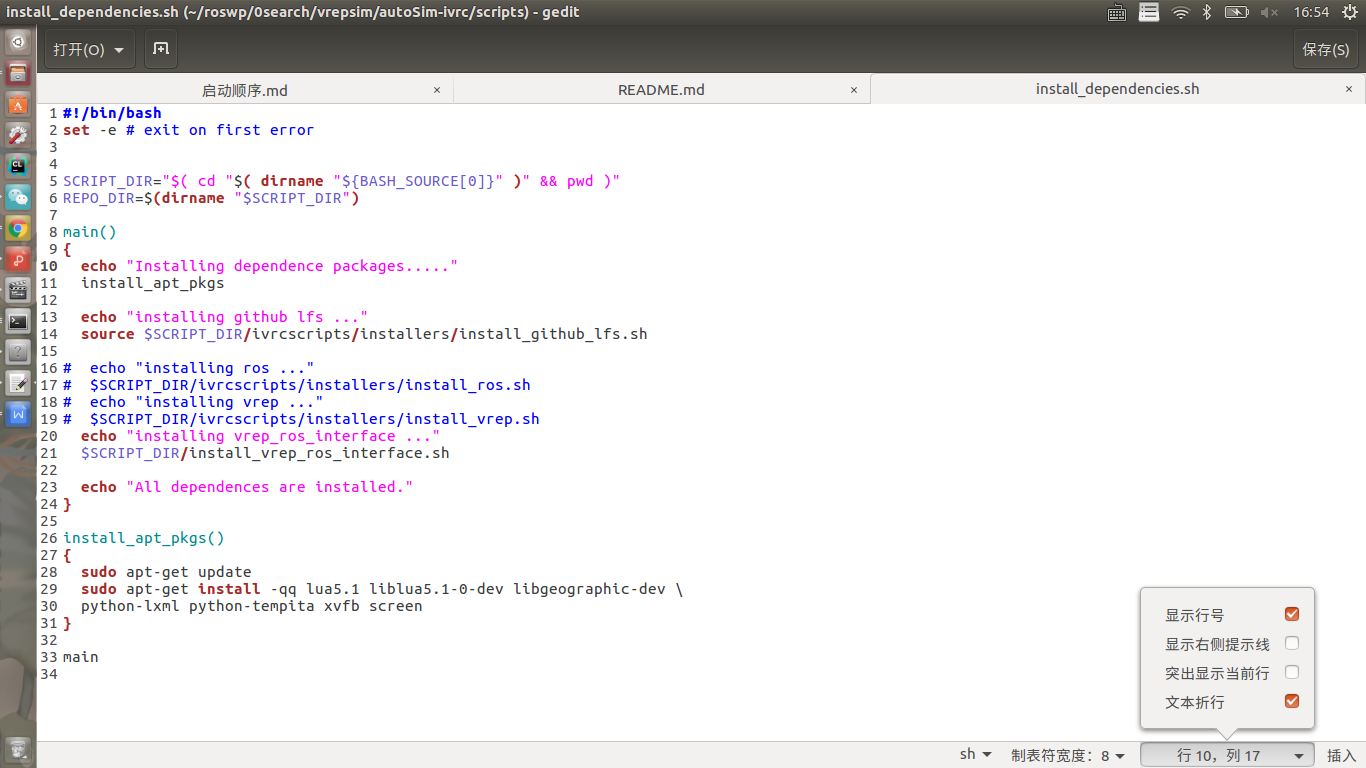 install_dependencies.sh (~/roswp/0search/vrepsim/autoSim-ivrc/scripts) - gedit
16:54
打开(O)
保存(S)
启动顺序.md ×
README.md ×
install_dependencies.sh ×
1 #!/bin/bash
2 set -e # exit on first error
3
4
5 SCRIPT_DIR="$( cd "$( dirname "${BASH_SOURCE[0]}" )" && pwd )"
6 REPO_DIR=$(dirname "$SCRIPT_DIR")
7
8 main()
9 {
10   echo "Installing dependence packages....."
11   install_apt_pkgs
12
13   echo "installing github lfs ..."
14   source $SCRIPT_DIR/ivrcscripts/installers/install_github_lfs.sh
15
16 #  echo "installing ros ..."
17 #  $SCRIPT_DIR/ivrcscripts/installers/install_ros.sh
18 #  echo "installing vrep ..."
19 #  $SCRIPT_DIR/ivrcscripts/installers/install_vrep.sh
20   echo "installing vrep_ros_interface ..."
21   $SCRIPT_DIR/install_vrep_ros_interface.sh
22
23   echo "All dependences are installed."
24 }
25
26 install_apt_pkgs()
27 {
28   sudo apt-get update
29   sudo apt-get install -qq lua5.1 liblua5.1-0-dev libgeographic-dev \
30   python-lxml python-tempita xvfb screen
31 }
32
33 main
34
显示行号
显示右侧提示线
突出显示当前行
文本折行
sh 制表符宽度：8 行 10，列 17 插入